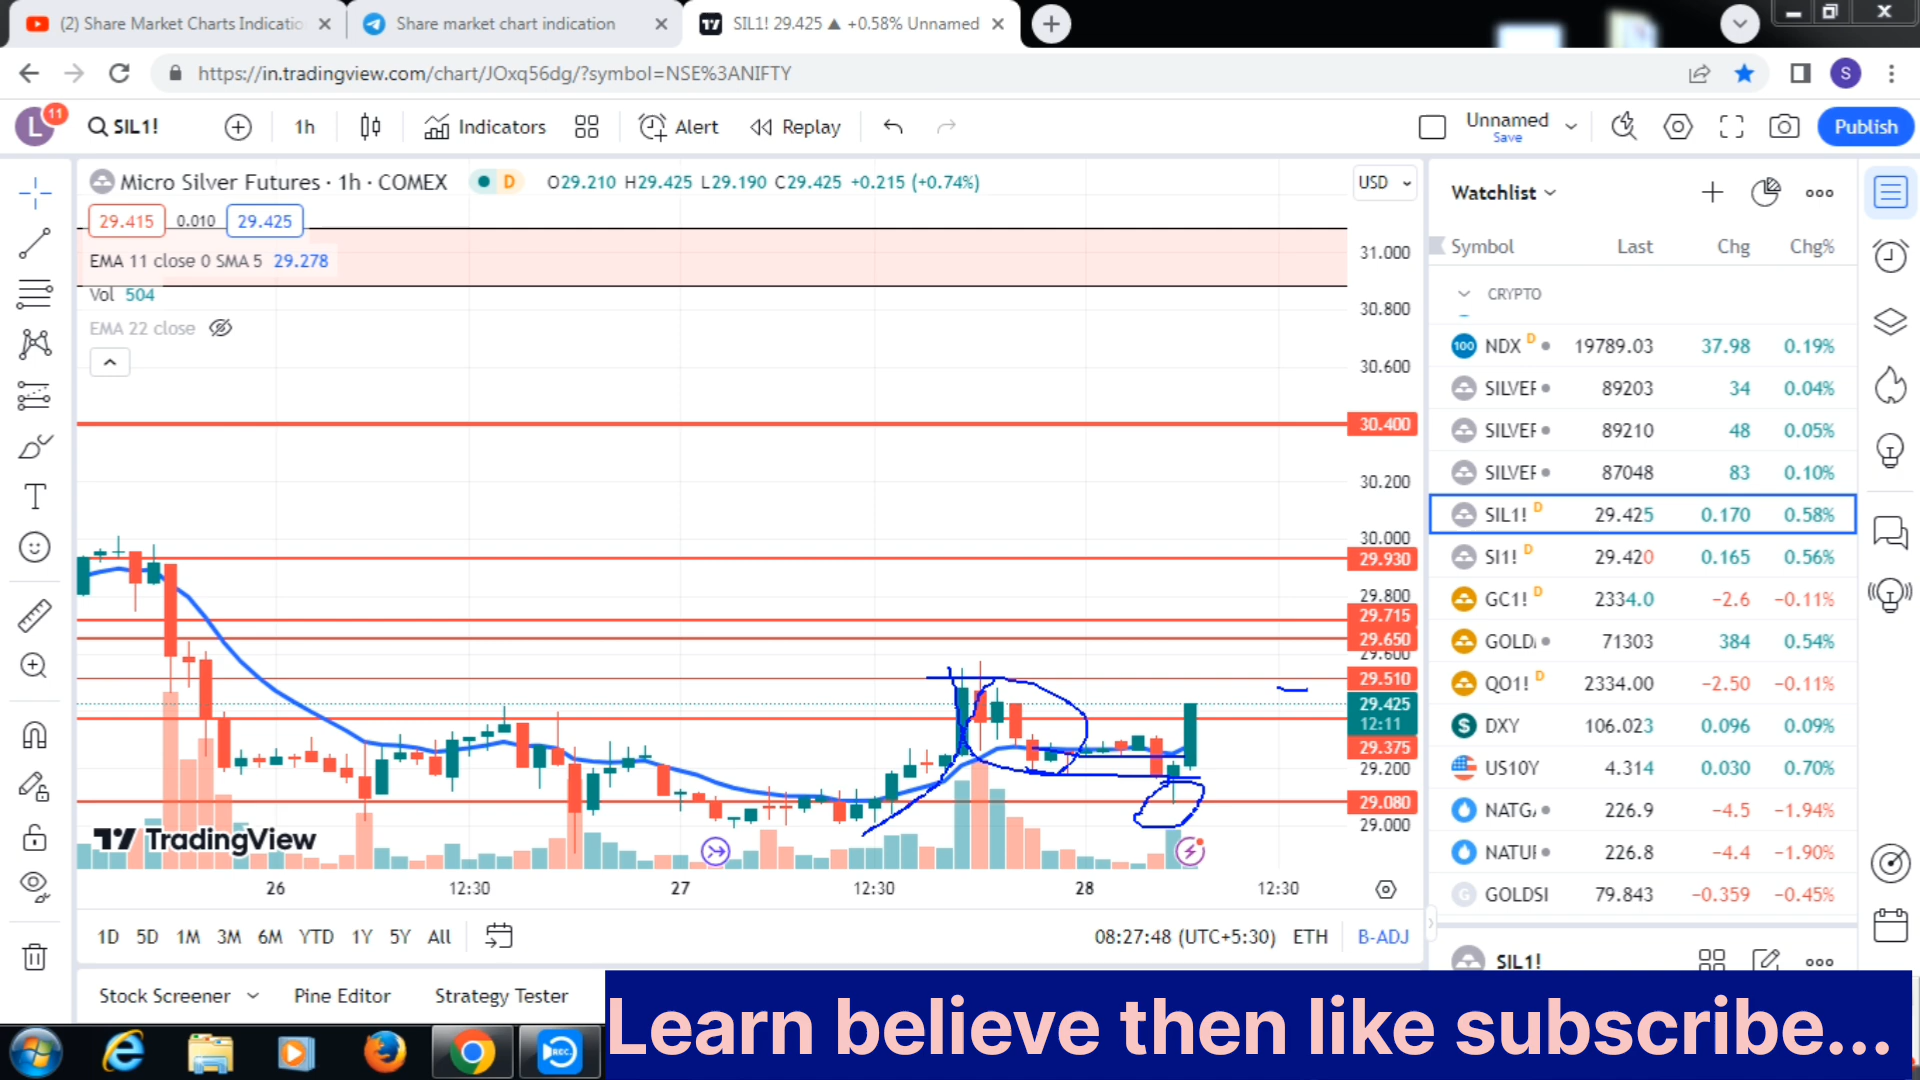 (2) Share Market Charts Indicatio
Share market chart indication
SIL1! 29.425 ▲ +0.58% Unnamed
https://in.tradingview.com/chart/JOxq56dg/?symbol=NSE%3ANIFTY
S
L
11
SIL1!
1h
Indicators
Alert
Replay
Unnamed
Save
Publish
Micro Silver Futures · 1h · COMEX
D
O29.210 H29.425 L29.190 C29.425 +0.215 (+0.74%)
USD
29.415 0.010 29.425
EMA 11 close 0 SMA 5 29.278
Vol 504
EMA 22 close
31.000
30.800
30.600
30.400
30.200
30.000
29.930
29.800
29.715
29.650
29.600
29.510
29.425
12:11
29.375
29.200
29.080
29.000
TradingView
26 12:30 27 12:30 28 12:30
1D 5D 1M 3M 6M YTD 1Y 5Y All
08:27:48 (UTC+5:30) ETH B-ADJ
Stock Screener Pine Editor Strategy Tester
Watchlist
Symbol Last Chg Chg%
CRYPTO
100 NDX D 19789.03 37.98 0.19%
SILVER 89203 34 0.04%
SILVER 89210 48 0.05%
SILVER 87048 83 0.10%
SIL1! D 29.425 0.170 0.58%
SI1! D 29.420 0.165 0.56%
GC1! D 2334.0 −2.6 −0.11%
GOLD 71303 384 0.54%
QO1! D 2334.00 −2.50 −0.11%
DXY 106.023 0.096 0.09%
US10Y 4.314 0.030 0.70%
NATG 226.9 −4.5 −1.94%
NATUI 226.8 −4.4 −1.90%
G GOLDSI 79.843 −0.359 −0.45%
SIL1!
REC
Learn believe then like subscribe...